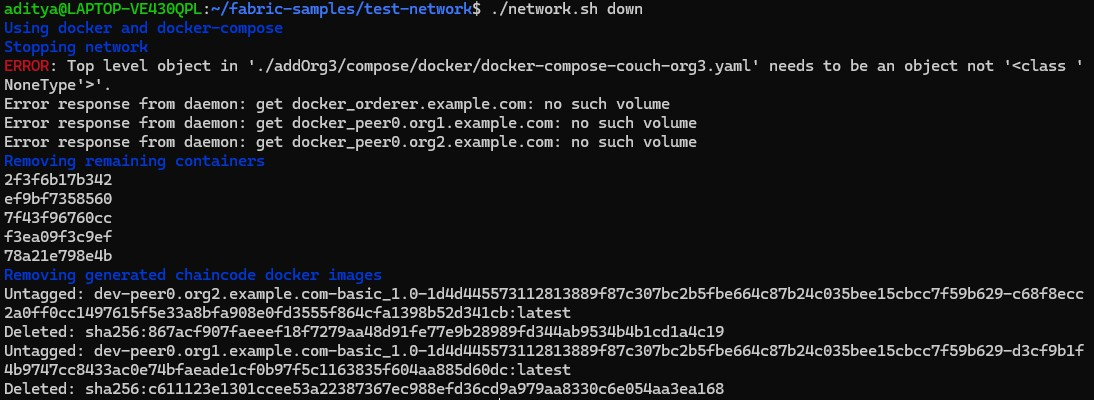 aditya@LAPTOP-VE430QPL:~/fabric-samples/test-network$ ./network.sh down
Using docker and docker-compose
Stopping network
ERROR: Top level object in './addOrg3/compose/docker/docker-compose-couch-org3.yaml' needs to be an object not '<class '
NoneType'>'.
Error response from daemon: get docker_orderer.example.com: no such volume
Error response from daemon: get docker_peer0.org1.example.com: no such volume
Error response from daemon: get docker_peer0.org2.example.com: no such volume
Removing remaining containers
2f3f6b17b342
ef9bf7358560
7f43f96760cc
f3ea09f3c9ef
78a21e798e4b
Removing generated chaincode docker images
Untagged: dev-peer0.org2.example.com-basic_1.0-1d4d445573112813889f87c307bc2b5fbe664c87b24c035bee15cbcc7f59b629-c68f8ecc
2a0ff0cc1497615f5e33a8bfa908e0fd3555f864cfa1398b52d341cb:latest
Deleted: sha256:867acf907faeeef18f7279aa48d91fe77e9b28989fd344ab9534b4b1cd1a4c19
Untagged: dev-peer0.org1.example.com-basic_1.0-1d4d445573112813889f87c307bc2b5fbe664c87b24c035bee15cbcc7f59b629-d3cf9b1f
4b9747cc8433ac0e74bfaeade1cf0b97f5c1163835f604aa885d60dc:latest
Deleted: sha256:c611123e1301ccee53a22387367ec988efd36cd9a979aa8330c6e054aa3ea168